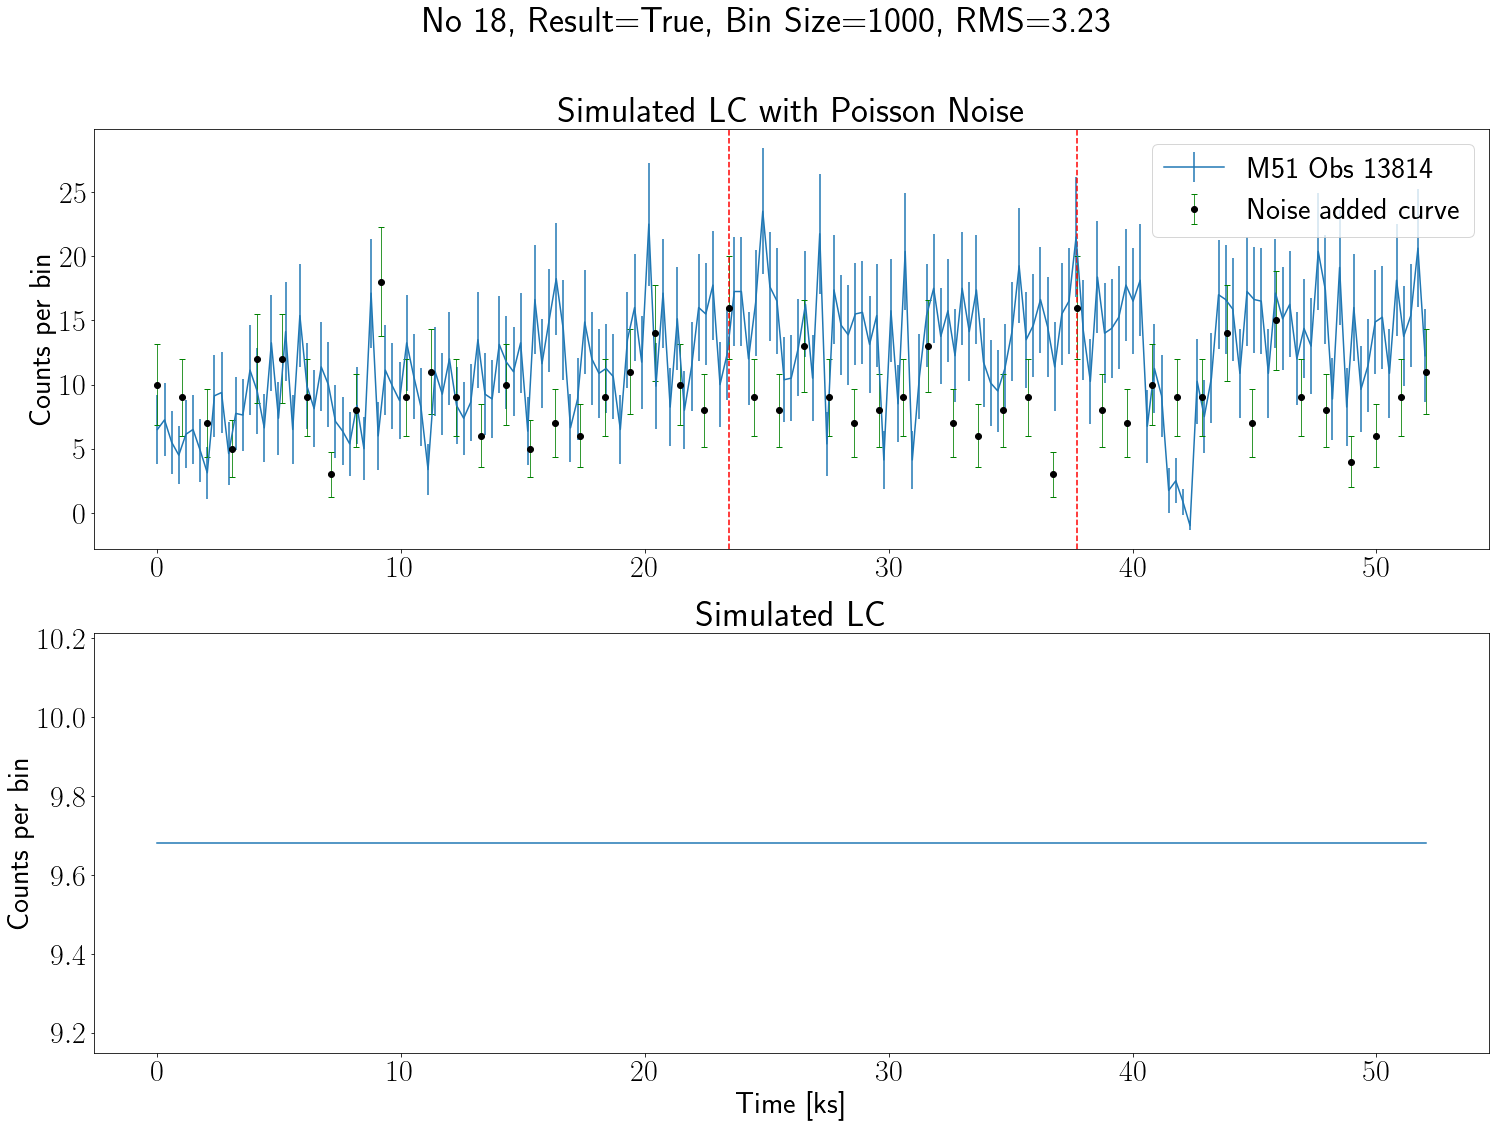 No 18, Result=True, Bin Size=1000, RMS=3.23
Simulated LC with Poisson Noise
M51 Obs 13814
Noise added curve
Counts per bin
25
20
15
10
5
0
0 10 20 30 40 50
Simulated LC
Counts per bin
10.2
10.0
9.8
9.6
9.4
9.2
0 10 20 30 40 50
Time [ks]